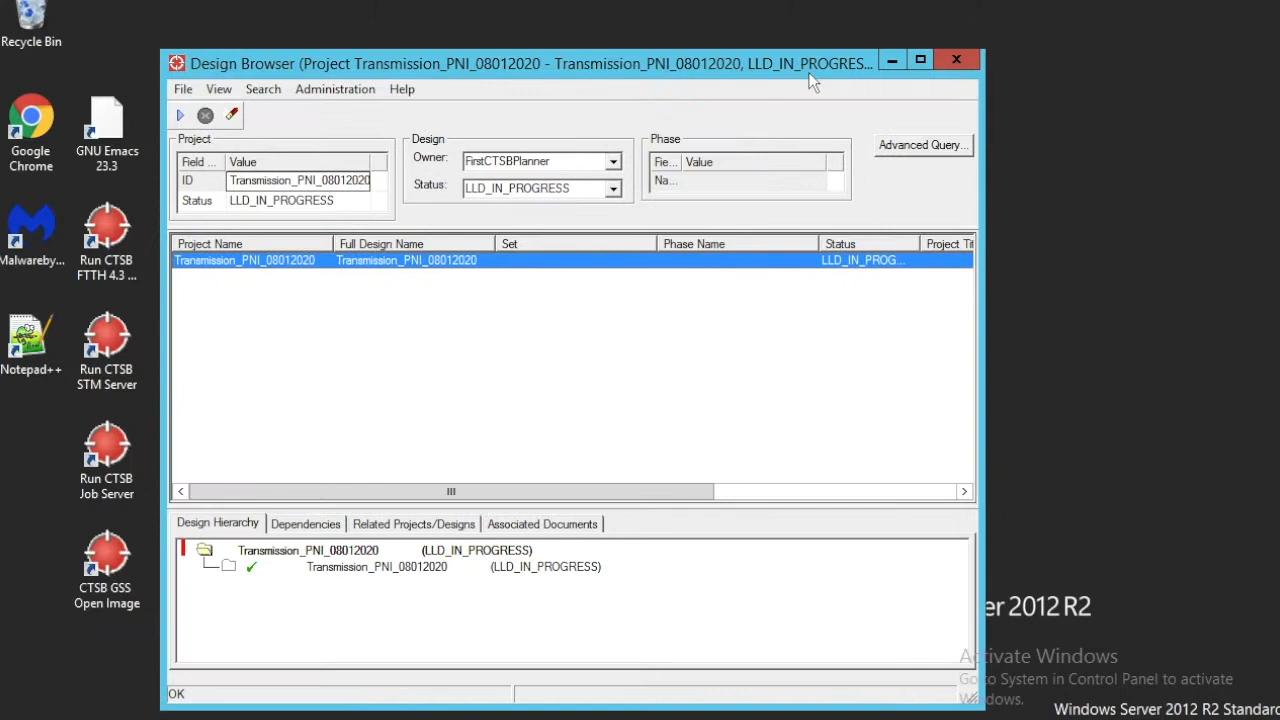 Recycle Bin
Google Chrome
GNU Emacs 23.3
Malwareby...
Run CTSB FTTH 4.3 ...
Notepad++
Run CTSB STM Server
Run CTSB Job Server
CTSB GSS Open Image
Design Browser (Project Transmission_PNI_08012020 - Transmission_PNI_08012020, LLD_IN_PROGRES...
File View Search Administration Help
Project
Field ... Value
ID Transmission_PNI_08012020
Status LLD_IN_PROGRESS
Design
Owner: FirstCTSBPlanner
Status: LLD_IN_PROGRESS
Phase
Fie... Value
Na...
Advanced Query...
Project Name Full Design Name Set Phase Name Status Project Tit
Transmission_PNI_08012020 Transmission_PNI_08012020 LLD_IN_PROG...
Design Hierarchy Dependencies Related Projects/Designs Associated Documents
Transmission_PNI_08012020 (LLD_IN_PROGRESS)
Transmission_PNI_08012020 (LLD_IN_PROGRESS)
OK
er 2012 R2
Activate Windows
Go to System in Control Panel to activate
Windows.
Windows Server 2012 R2 Standard